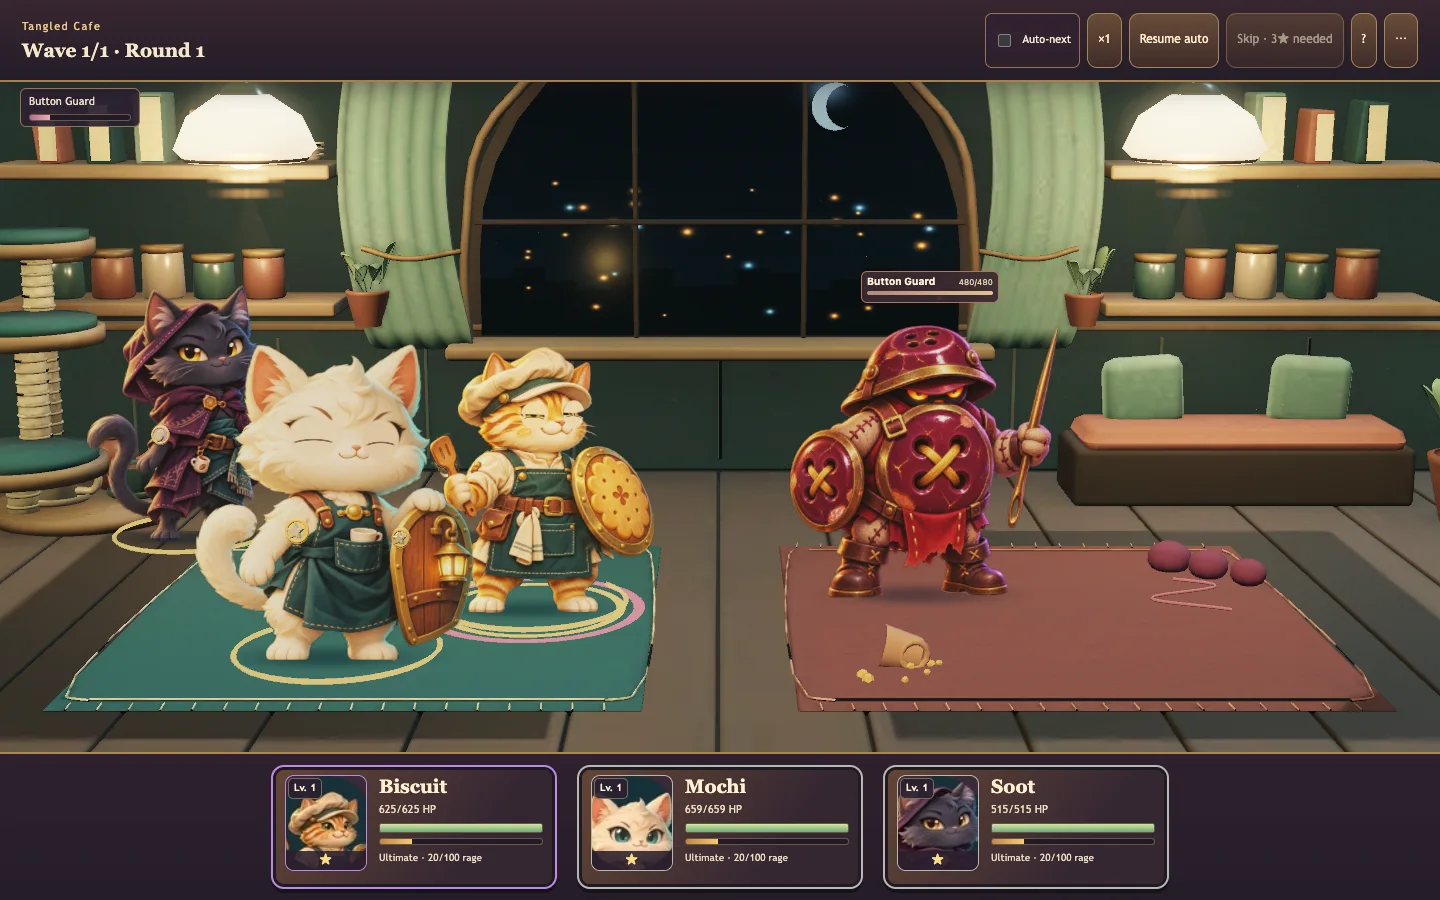 Tangled Cafe
Wave 1/1 · Round 1
Auto-next
×1
Resume auto
Skip · 3★ needed
?
···
Button Guard
Button Guard 480/480
Lv. 1
Biscuit
625/625 HP
Ultimate · 20/100 rage
Lv. 1
Mochi
659/659 HP
Ultimate · 20/100 rage
Lv. 1
Soot
515/515 HP
Ultimate · 20/100 rage